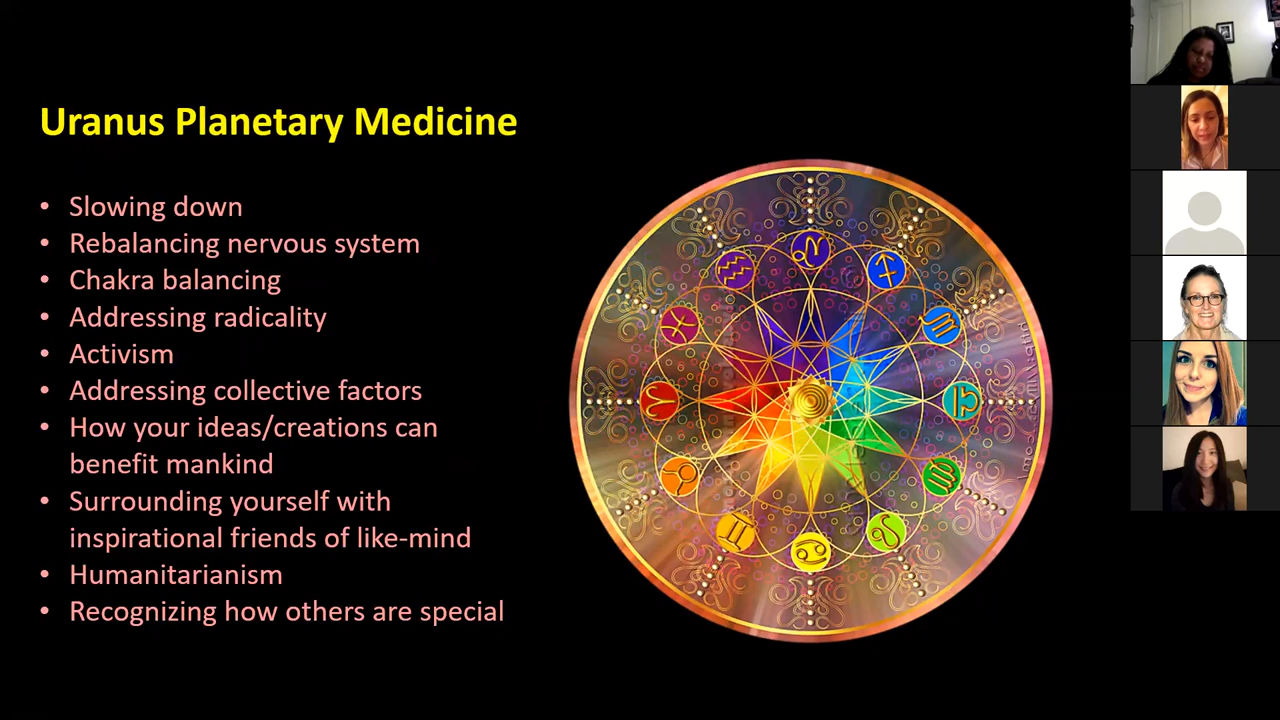 Uranus Planetary Medicine
• Slowing down
• Rebalancing nervous system
• Chakra balancing
• Addressing radicality
• Activism
• Addressing collective factors
• How your ideas/creations can
benefit mankind
• Surrounding yourself with
inspirational friends of like-mind
• Humanitarianism
• Recognizing how others are special